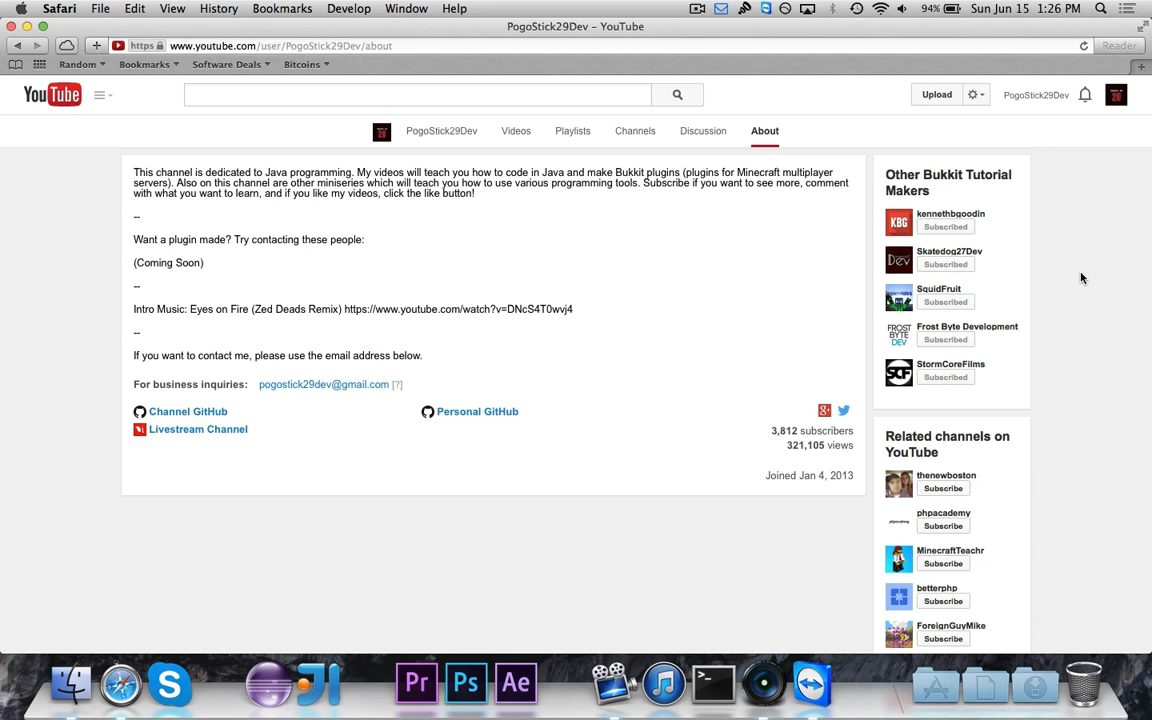 Safari File Edit View History Bookmarks Develop Window Help 94% Sun Jun 15 1:26 PM
PogoStick29Dev – YouTube
https www.youtube.com/user/PogoStick29Dev/about Reader
Random Bookmarks Software Deals Bitcoins
YouTube Upload PogoStick29Dev
PogoStick29Dev Videos Playlists Channels Discussion About
This channel is dedicated to Java programming. My videos will teach you how to code in Java and make Bukkit plugins (plugins for Minecraft multiplayer
servers). Also on this channel are other miniseries which will teach you how to use various programming tools. Subscribe if you want to see more, comment
with what you want to learn, and if you like my videos, click the like button!
--
Want a plugin made? Try contacting these people:
(Coming Soon)
--
Intro Music: Eyes on Fire (Zed Deads Remix) https://www.youtube.com/watch?v=DNcS4T0wvj4
--
If you want to contact me, please use the email address below.
For business inquiries: pogostick29dev@gmail.com [?]
Channel GitHub Personal GitHub
Livestream Channel
3,812 subscribers
321,105 views
Joined Jan 4, 2013
Other Bukkit Tutorial
Makers
KBG
kennethbgoodin
Subscribed
Dev
Skatedog27Dev
Subscribed
SquidFruit
Subscribed
FROST
BYTE
DEV
Frost Byte Development
Subscribed
SCF
StormCoreFilms
Subscribed
Related channels on
YouTube
thenewboston
Subscribe
phpacademy
phpacademy
Subscribe
MinecraftTeachr
Subscribe
betterphp
Subscribe
ForeignGuyMike
Subscribe
Pr Ps Ae